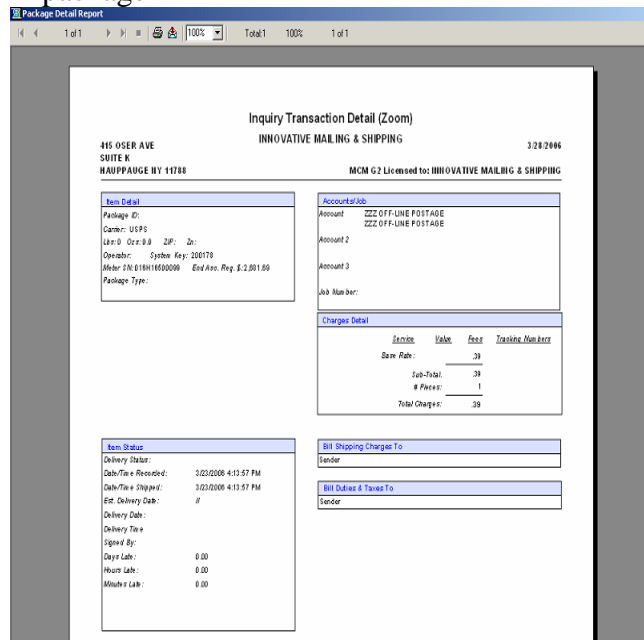 Package Detail Report
1 of 1 100% Total:1 100% 1 of 1
Inquiry Transaction Detail (Zoom)
INNOVATIVE MAILING & SHIPPING
415 OSER AVE 3/28/2006
SUITE K
HAUPPAUGE NY 11788 MCM G2 Licensed to: INNOVATIVE MAILING & SHIPPING
Item Detail
Package ID:
Carrier: USPS
Lbs: 0 Ozs: 0.0 ZIP: Zn:
Operator: System Key: 200178
End Acc. Reg. $: 2,681.69
Package Type:
Accounts/Job
Account ZZZ OFF-LINE POSTAGE
ZZZ OFF-LINE POSTAGE
Account 2
Account 3
Job Number:
Charges Detail
Service Value Fees Tracking Numbers
Base Rate: .39
Sub-Total: .39
# Pieces: 1
Total Charges: .39
Item Status
Delivery Status:
Date/Time Recorded: 3/23/2006 4:13:57 PM
Date/Time Shipped: 3/23/2006 4:13:57 PM
Est. Delivery Date: //
Delivery Date:
Delivery Time
Signed By:
Days Late: 0.00
Hours Late: 0.00
Minutes Late: 0.00
Bill Shipping Charges To
Sender
Bill Duties & Taxes To
Sender